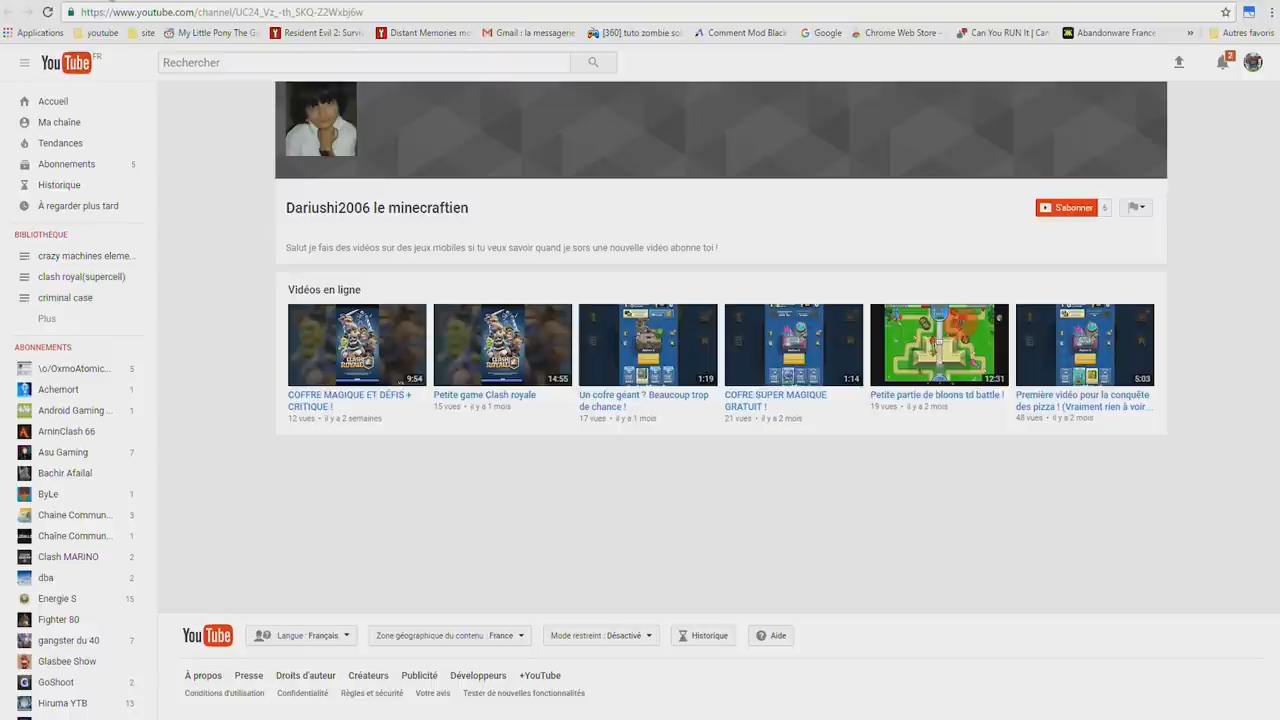 https://www.youtube.com/channel/UC24_Vz_-th_SKQ-Z2Wxbj6w
Applications youtube site My Little Pony The G Resident Evil 2: Surv Distant Memories mo Gmail : la messagerie [360] tuto zombie so Comment Mod Black Google Chrome Web Store - Can You RUN It | Can Abandonware France » Autres favoris
YouTube FR
Rechercher
2
Accueil
Ma chaîne
Tendances
Abonnements 5
Historique
À regarder plus tard
BIBLIOTHÈQUE
crazy machines eleme...
clash royal(supercell)
criminal case
Plus
ABONNEMENTS
\o/OxmoAtomic... 5
Achemort 1
Android Gaming ... 1
ArninClash 66
Asu Gaming 7
Bachir Afailal
ByLe 1
Chaine Commun... 3
Chaîne Commun... 1
Clash MARINO 2
dba 2
Energie S 15
Fighter 80
gangster du 40 7
Glasbee Show
GoShoot 2
Hiruma YTB 13
Dariushi2006 le minecraftien
S'abonner 6
Salut je fais des vidéos sur des jeux mobiles si tu veux savoir quand je sors une nouvelle vidéo abonne toi !
Vidéos en ligne
9:54
COFFRE MAGIQUE ET DÉFIS +
CRITIQUE !
12 vues • il y a 2 semaines
14:55
Petite game Clash royale
15 vues • il y a 1 mois
1:19
Un cofre géant ? Beaucoup trop
de chance !
17 vues • il y a 1 mois
1:14
COFRE SUPER MAGIQUE
GRATUIT !
21 vues • il y a 2 mois
12:31
Petite partie de bloons td battle !
19 vues • il y a 2 mois
5:03
Première vidéo pour la conquête
des pizza ! (Vraiment rien à voir...
48 vues • il y a 2 mois
YouTube Langue : Français Zone géographique du contenu : France Mode restreint : Désactivé Historique Aide
À propos Presse Droits d'auteur Créateurs Publicité Développeurs +YouTube
Conditions d'utilisation Confidentialité Règles et sécurité Votre avis Tester de nouvelles fonctionnalités